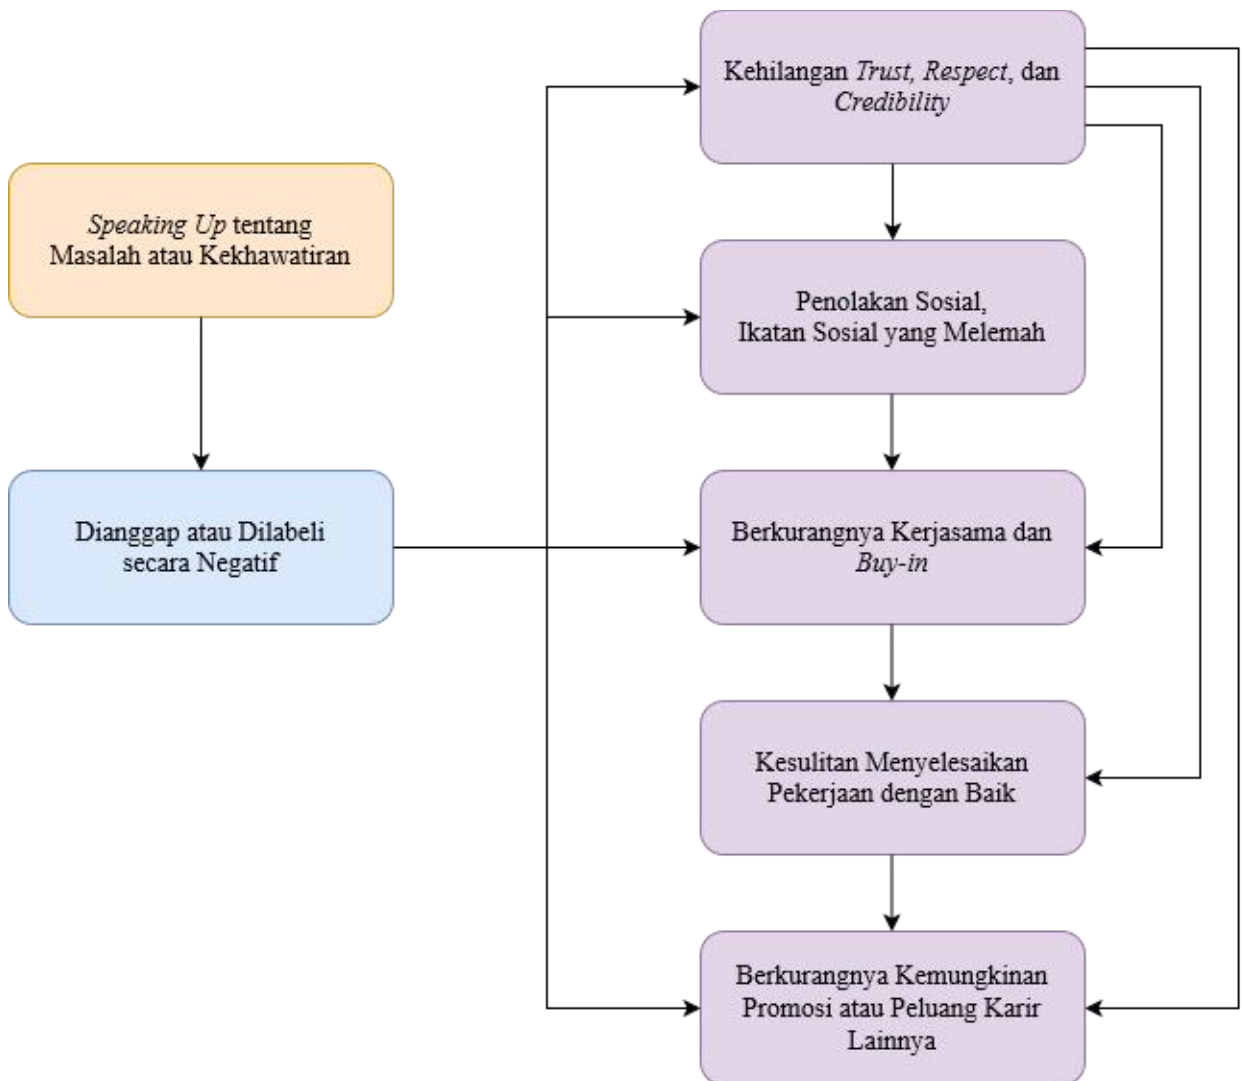 Kehilangan Trust, Respect, dan
Credibility
Speaking Up tentang
Masalah atau Kekhawatiran
Penolakan Sosial,
Ikatan Sosial yang Melemah
Dianggap atau Dilabeli
secara Negatif
Berkurangnya Kerjasama dan
Buy-in
Kesulitan Menyelesaikan
Pekerjaan dengan Baik
Berkurangnya Kemungkinan
Promosi atau Peluang Karir
Lainnya